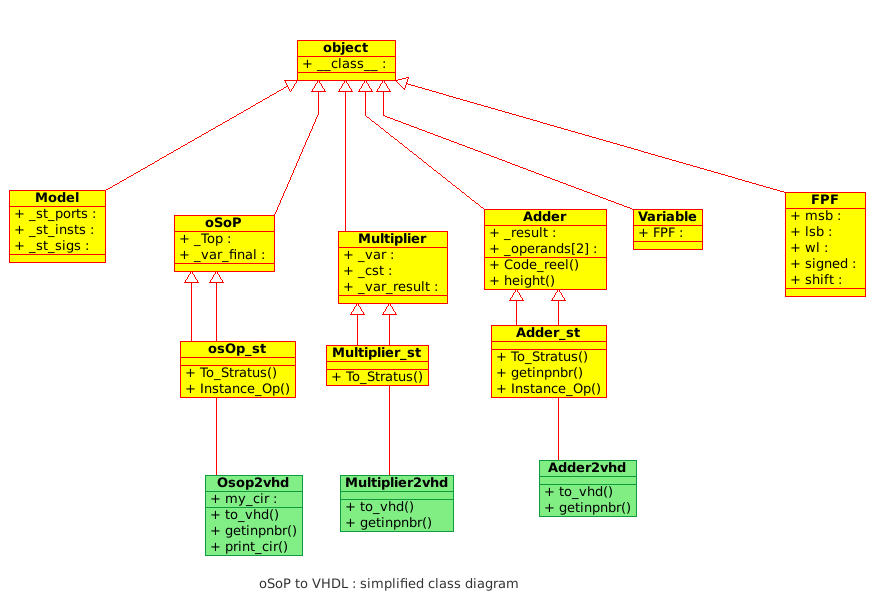 object
+ __class__ :
Model
+ _st_ports :
+ _st_insts :
+ _st_sigs :
oSoP
+ _Top :
+ _var_final :
Multiplier
+ _var :
+ _cst :
+ _var_result :
Adder
+ _result :
+ _operands[2] :
+ Code_reel()
+ height()
Variable
+ FPF :
FPF
+ msb :
+ lsb :
+ wl :
+ signed :
+ shift :
osOp_st
+ To_Stratus()
+ Instance_Op()
Multiplier_st
+ To_Stratus()
Adder_st
+ To_Stratus()
+ getinpnbr()
+ Instance_Op()
Osop2vhd
+ my_cir :
+ to_vhd()
+ getinpnbr()
+ print_cir()
Multiplier2vhd
+ to_vhd()
+ getinpnbr()
Adder2vhd
+ to_vhd()
+ getinpnbr()
oSoP to VHDL : simplified class diagram